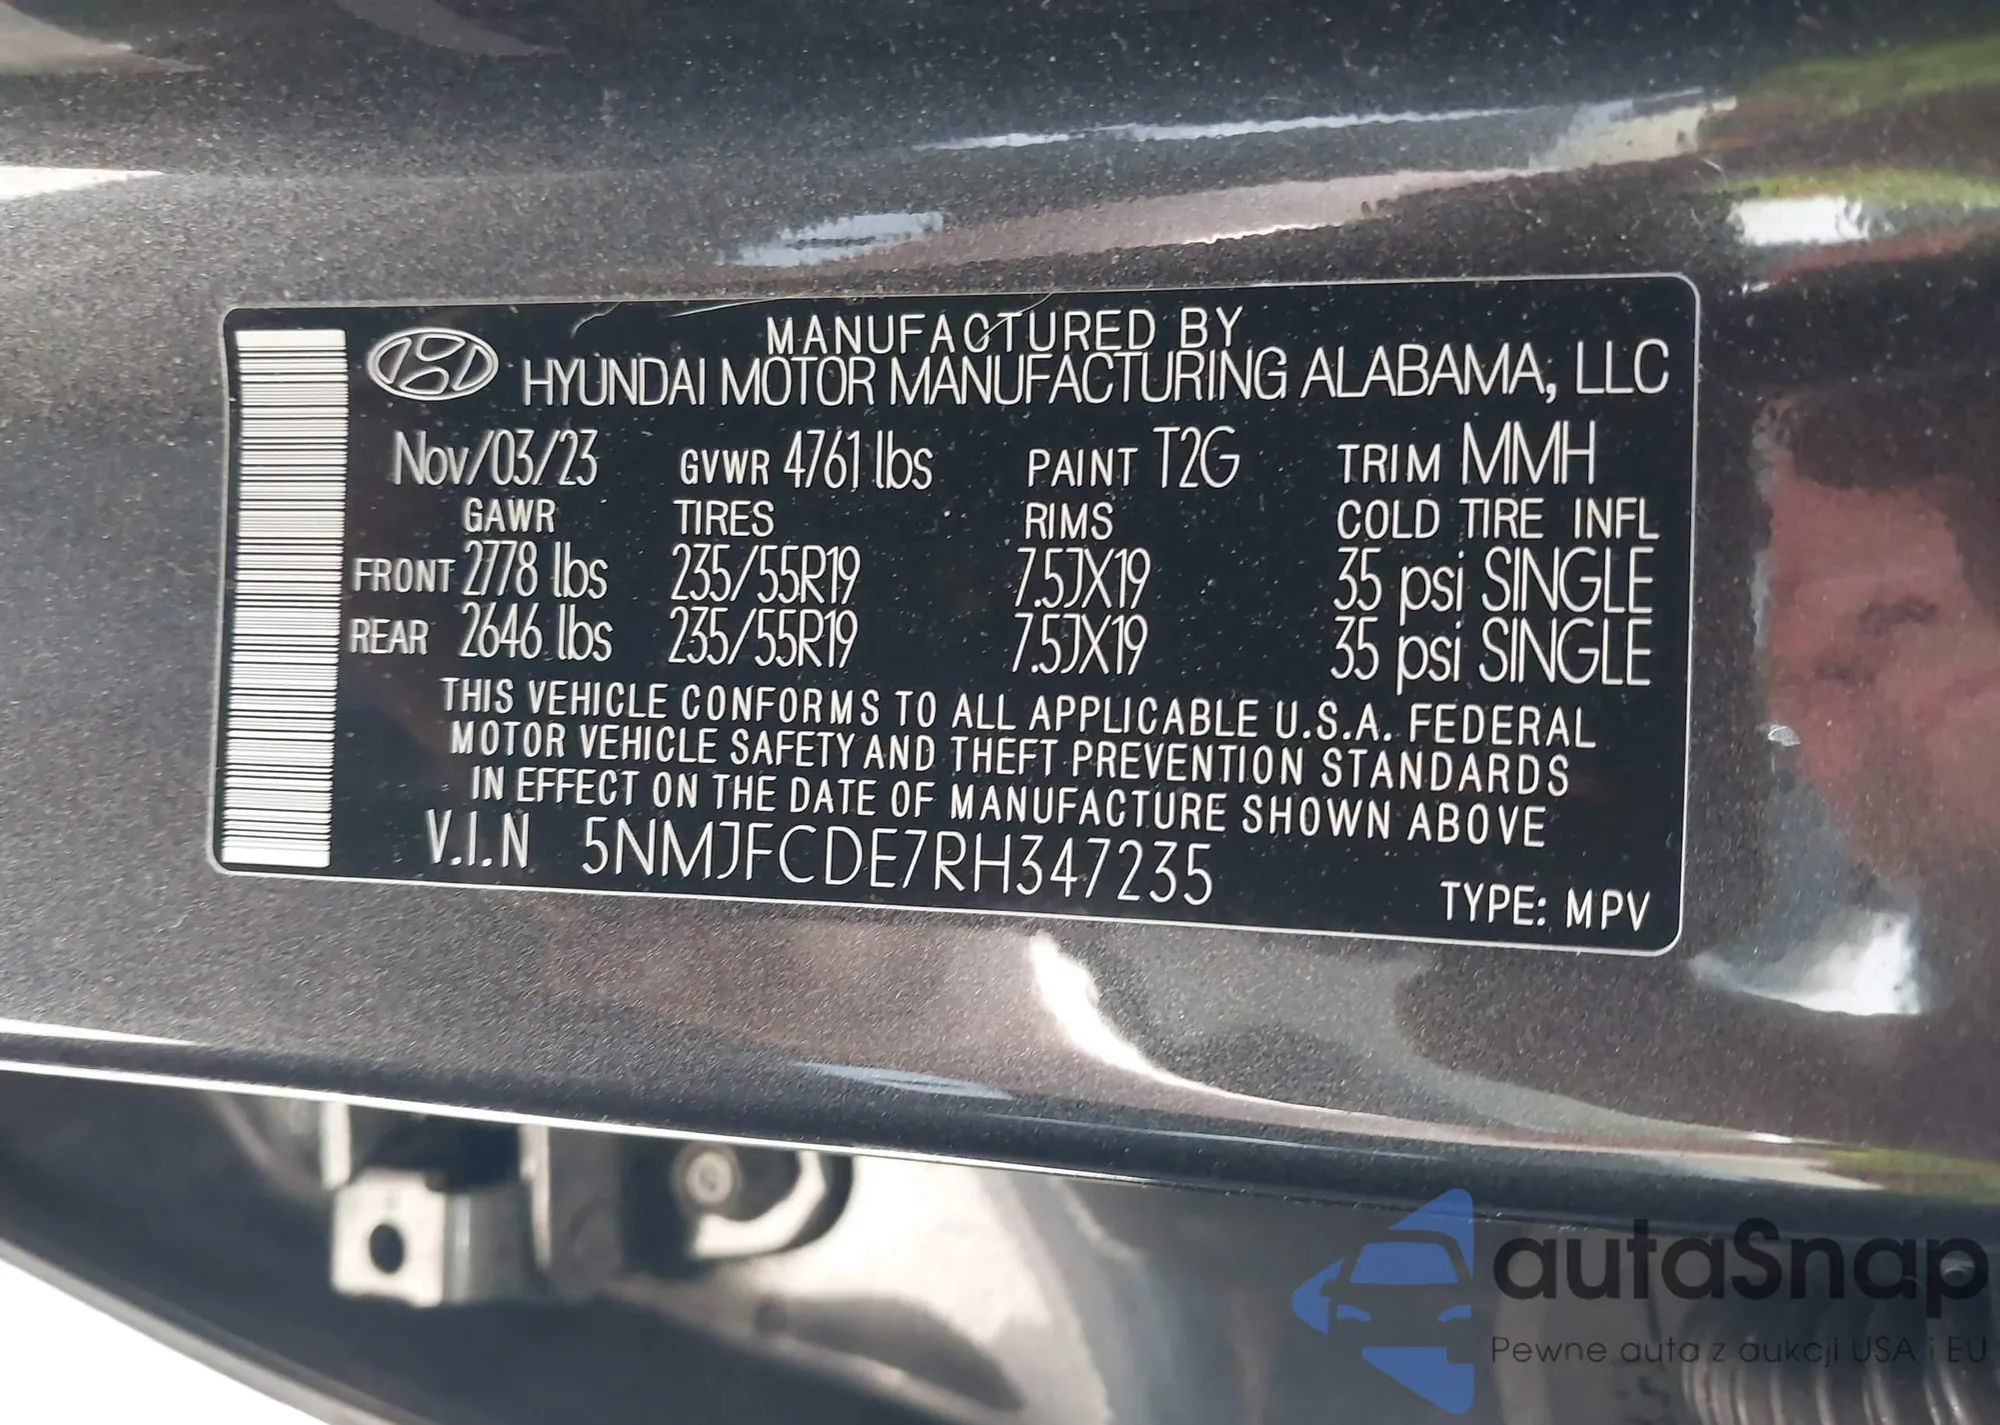 MANUFACTURED BY
HYUNDAI MOTOR MANUFACTURING ALABAMA, LLC
Nov/03/23 GVWR 4761 lbs PAINT T2G TRIM MMH
GAWR TIRES RIMS COLD TIRE INFL
FRONT 2778 lbs 235/55R19 7.5JX19 35 psi SINGLE
REAR 2646 lbs 235/55R19 7.5JX19 35 psi SINGLE
THIS VEHICLE CONFORMS TO ALL APPLICABLE U.S.A. FEDERAL
MOTOR VEHICLE SAFETY AND THEFT PREVENTION STANDARDS
IN EFFECT ON THE DATE OF MANUFACTURE SHOWN ABOVE
V.I.N 5NMJFCDE7RH347235
TYPE: MPV
autaSnap
Pewne auta z aukcji USA i EU